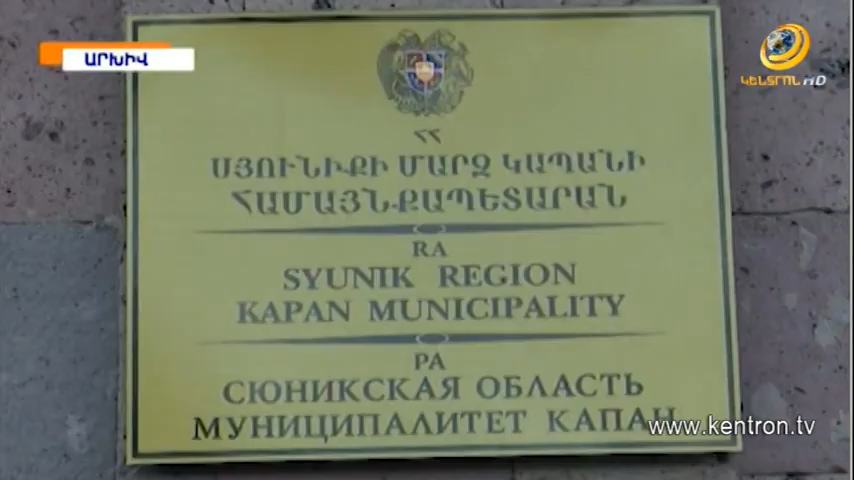 ԱՐԽԻՎ
ԿԵՆՏՐՈՆ HD
ՀՀ
ՍՅՈՒՆԻՔԻ ՄԱՐԶ ԿԱՊԱՆԻ
ՀԱՄԱՅՆՔԱՊԵՏԱՐԱՆ
RA
SYUNIK REGION
KAPAN MUNICIPALITY
РА
СЮНИКСКАЯ ОБЛАСТЬ
МУНИЦИПАЛИТЕТ КАПАН
www.kentron.tv